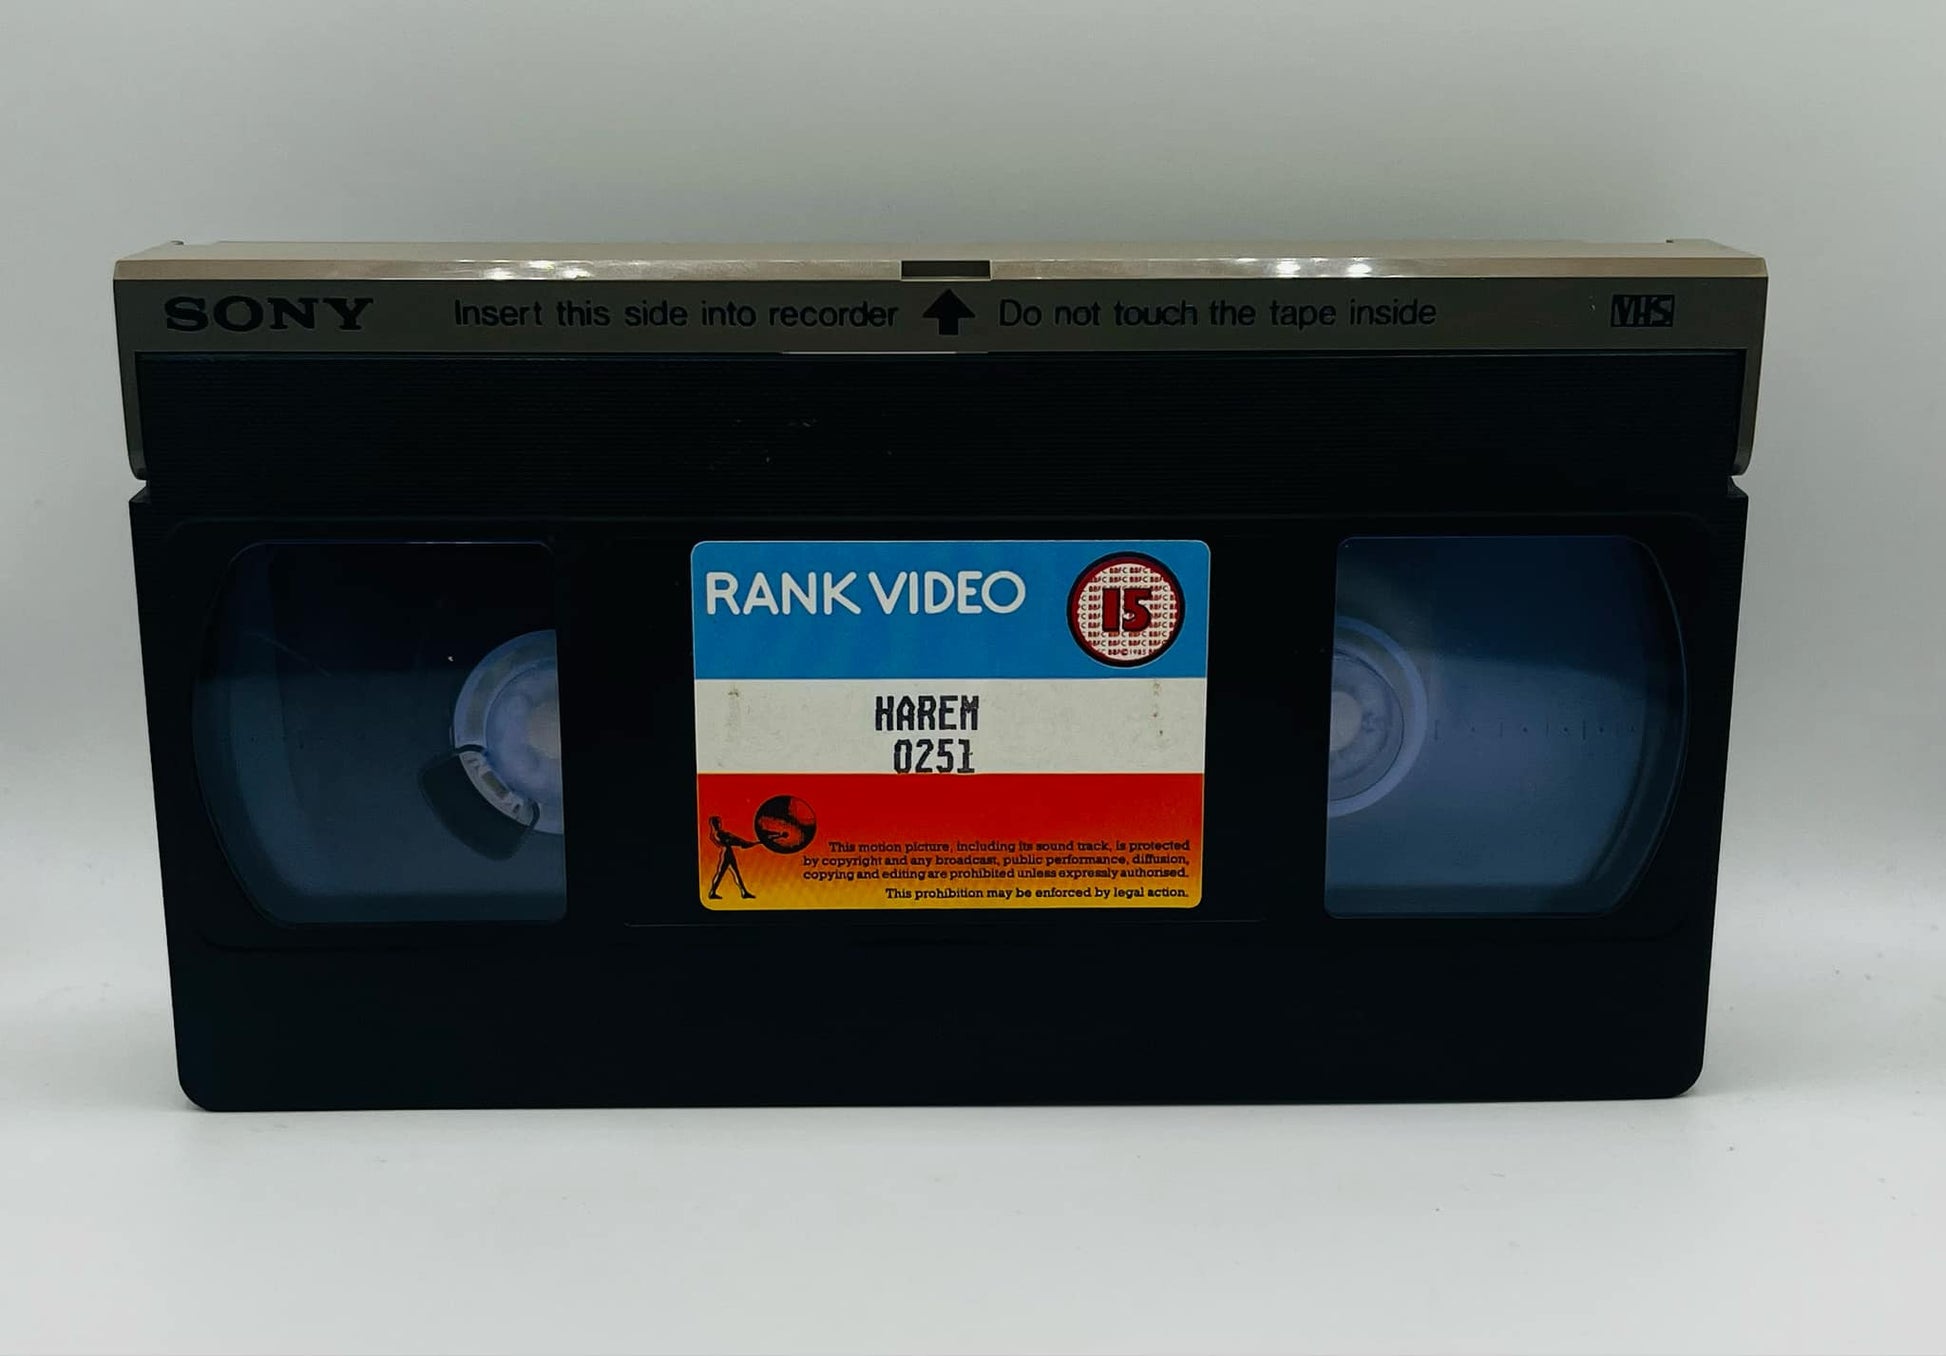 SONY Insert this side into recorder Do not touch the tape inside VHS
RANK VIDEO
15
HAREM
0251
This motion picture, including its sound track, is protected
by copyright and any broadcast, public performance, diffusion,
copying and editing are prohibited unless expressly authorised.
This prohibition may be enforced by legal action.